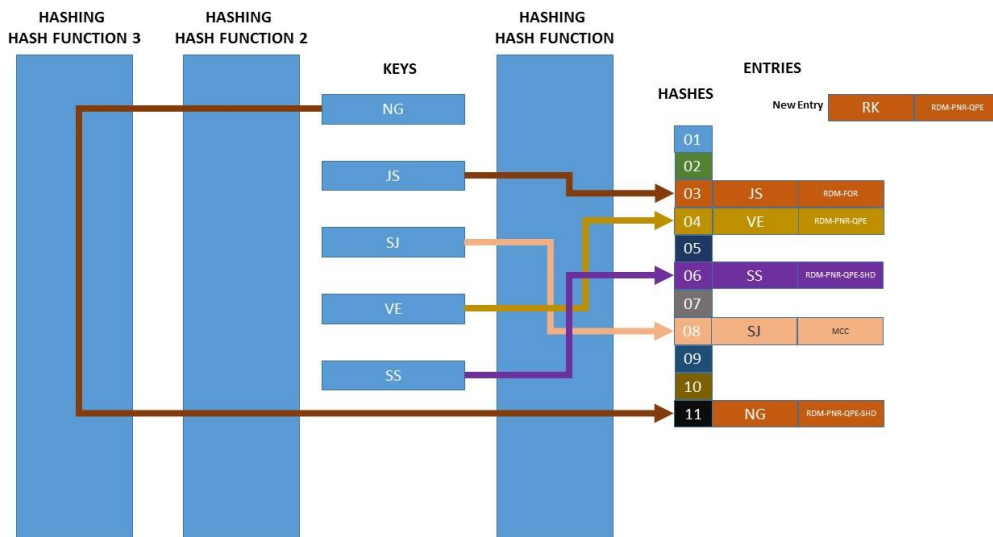 HASHING
HASH FUNCTION 3
HASHING
HASH FUNCTION 2
HASHING
HASH FUNCTION
KEYS
NG
JS
SJ
VE
SS
ENTRIES
HASHES
New Entry RK RDM-PNR-QPE
01
02
03 JS RDM-FOR
04 VE RDM-PNR-QPE
05
06 SS RDM-PNR-QPE-SHD
07
08 SJ MCC
09
10
11 NG RDM-PNR-QPE-SHD